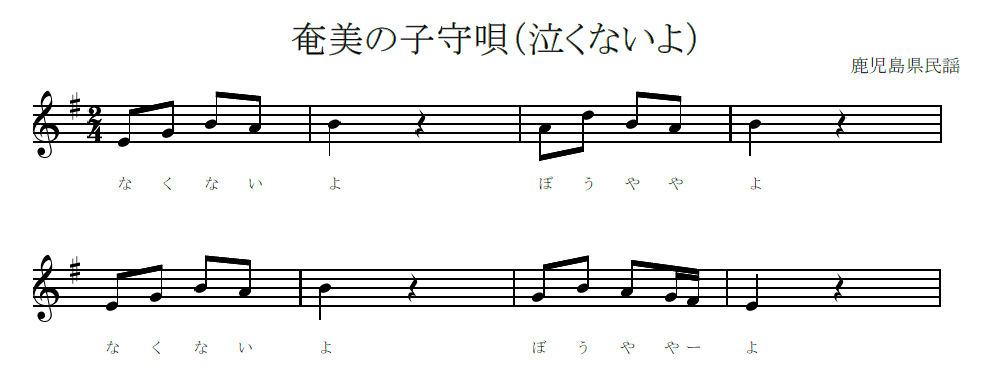 奄美の子守唄(泣くないよ)
鹿児島県民謡
2
4
な く な い よ ぼ う や や よ
な く な い よ ぼ う や や ー よ